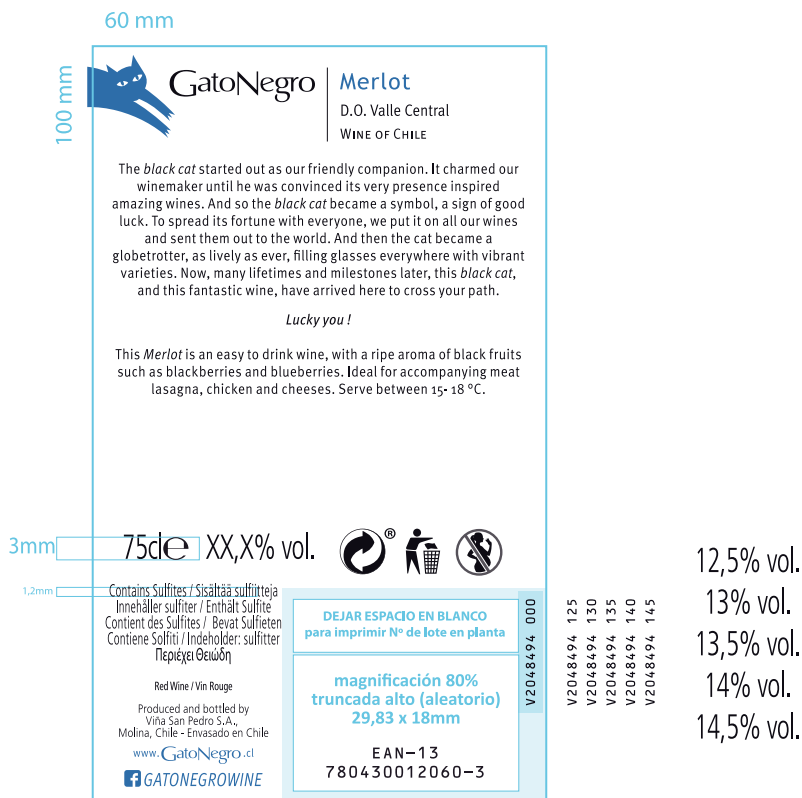 60 mm
100 mm
GatoNegro
Merlot
D.O. Valle Central
WINE OF CHILE
The black cat started out as our friendly companion. It charmed our
winemaker until he was convinced its very presence inspired
amazing wines. And so the black cat became a symbol, a sign of good
luck. To spread its fortune with everyone, we put it on all our wines
and sent them out to the world. And then the cat became a
globetrotter, as lively as ever, filling glasses everywhere with vibrant
varieties. Now, many lifetimes and milestones later, this black cat,
and this fantastic wine, have arrived here to cross your path.
Lucky you !
This Merlot is an easy to drink wine, with a ripe aroma of black fruits
such as blackberries and blueberries. Ideal for accompanying meat
lasagna, chicken and cheeses. Serve between 15- 18 °C.
3mm
75cl℮ XX,X% vol.
®
1,2mm
Contains Sulfites / Sisältää sulfiitteja
Innehåller sulfiter / Enthält Sulfite
Contient des Sulfites / Bevat Sulfieten
Contiene Solfiti / Indeholder: sulfitter
Περιέχει Θειώδη
Red Wine / Vin Rouge
Produced and bottled by
Viña San Pedro S.A.,
Molina, Chile - Envasado en Chile
www.GatoNegro.cl
GATONEGROWINE
DEJAR ESPACIO EN BLANCO
para imprimir Nº de lote en planta
magnificación 80%
truncada alto (aleatorio)
29,83 x 18mm
EAN-13
780430012060-3
V2048494 000
V2048494 125
V2048494 130
V2048494 135
V2048494 140
V2048494 145
12,5% vol.
13% vol.
13,5% vol.
14% vol.
14,5% vol.